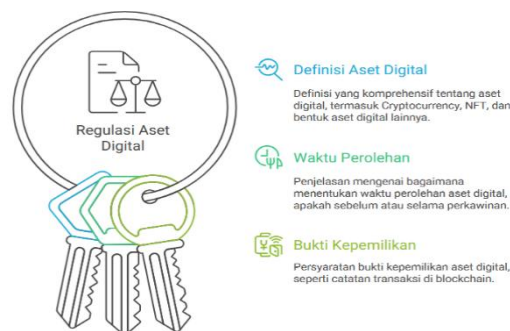 Regulasi Aset
Digital
Definisi Aset Digital
Definisi yang komprehensif tentang aset
digital, termasuk Cryptocurrency, NFT, dan
bentuk aset digital lainnya.
Waktu Perolehan
Penjelasan mengenai bagaimana
menentukan waktu perolehan aset digital,
apakah sebelum atau selama perkawinan.
Bukti Kepemilikan
Persyaratan bukti kepemilikan aset digital,
seperti catatan transaksi di blockchain.